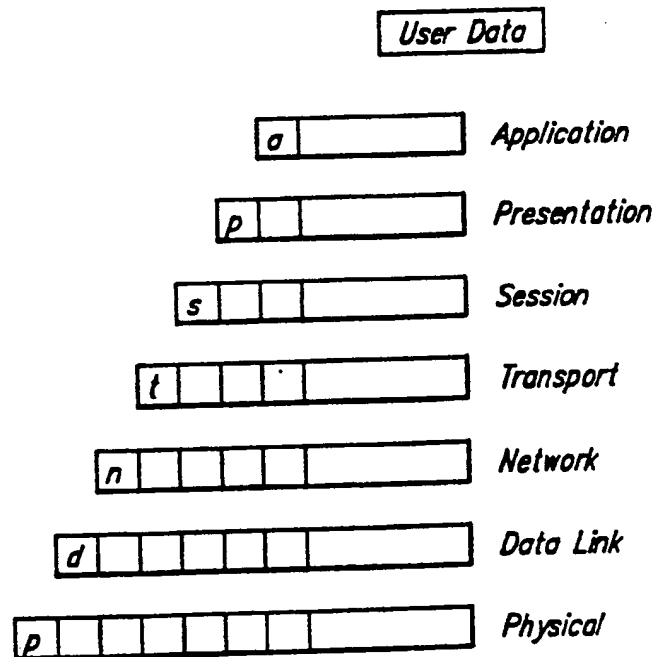 User Data
a Application
p Presentation
s Session
t Transport
n Network
d Data Link
p Physical